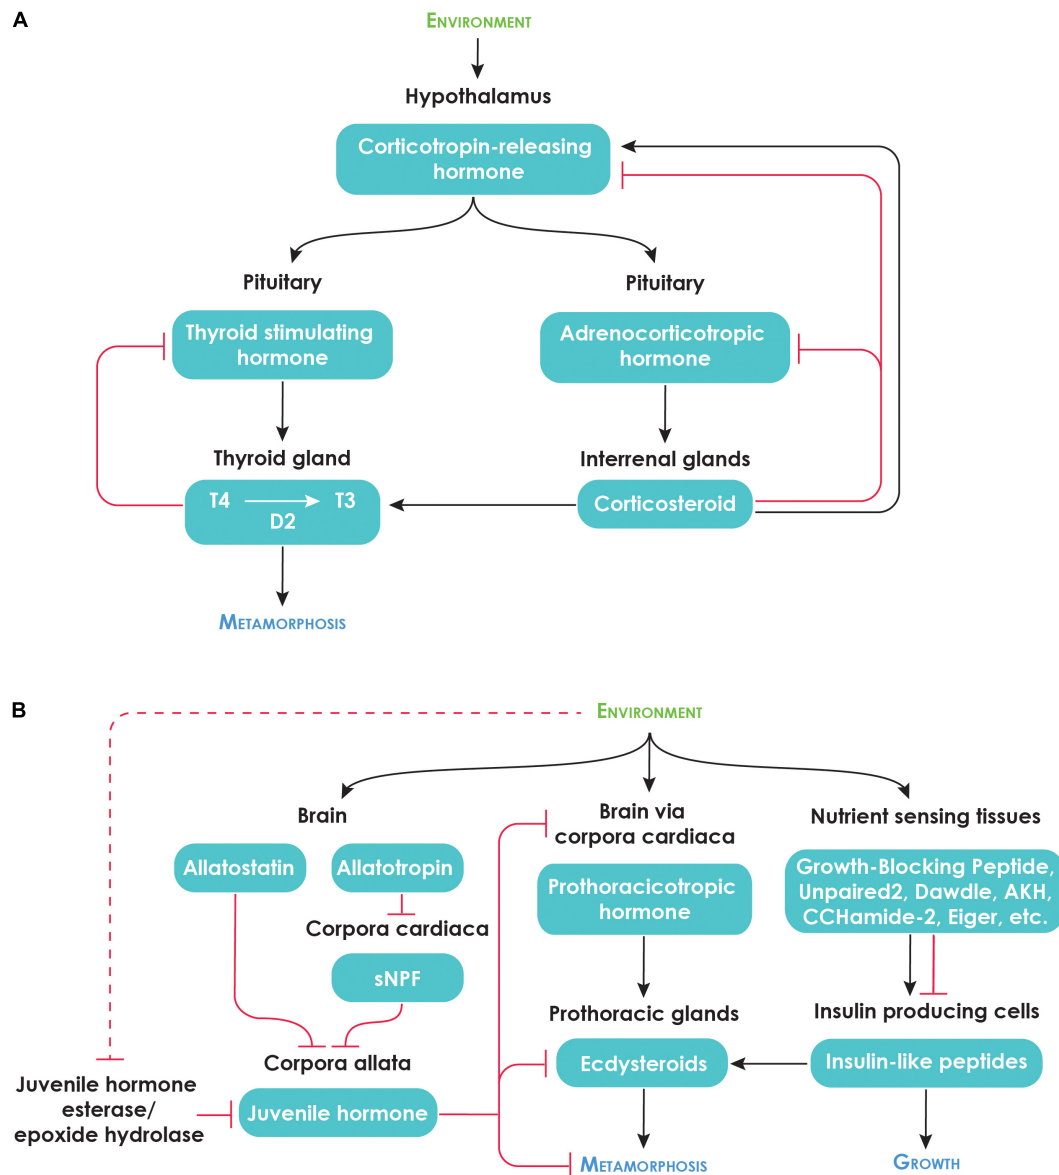 A
ENVIRONMENT
Hypothalamus
Corticotropin-releasing
hormone
Pituitary
Pituitary
Thyroid stimulating
hormone
Adrenocorticotropic
hormone
Thyroid gland
Interrenal glands
T4
T3
D2
Corticosteroid
METAMORPHOSIS
B
ENVIRONMENT
Brain
Brain via
corpora cardiaca
Nutrient sensing tissues
Allatostatin
Allatotropin
Prothoracicotropic
hormone
Growth-Blocking Peptide,
Unpaired2, Dawdle, AKH,
CCHamide-2, Eiger, etc.
Corpora cardiaca
sNPF
Prothoracic glands
Insulin producing cells
Corpora allata
Ecdysteroids
Insulin-like peptides
Juvenile hormone
esterase/
epoxide hydrolase
Juvenile hormone
METAMORPHOSIS
GROWTH